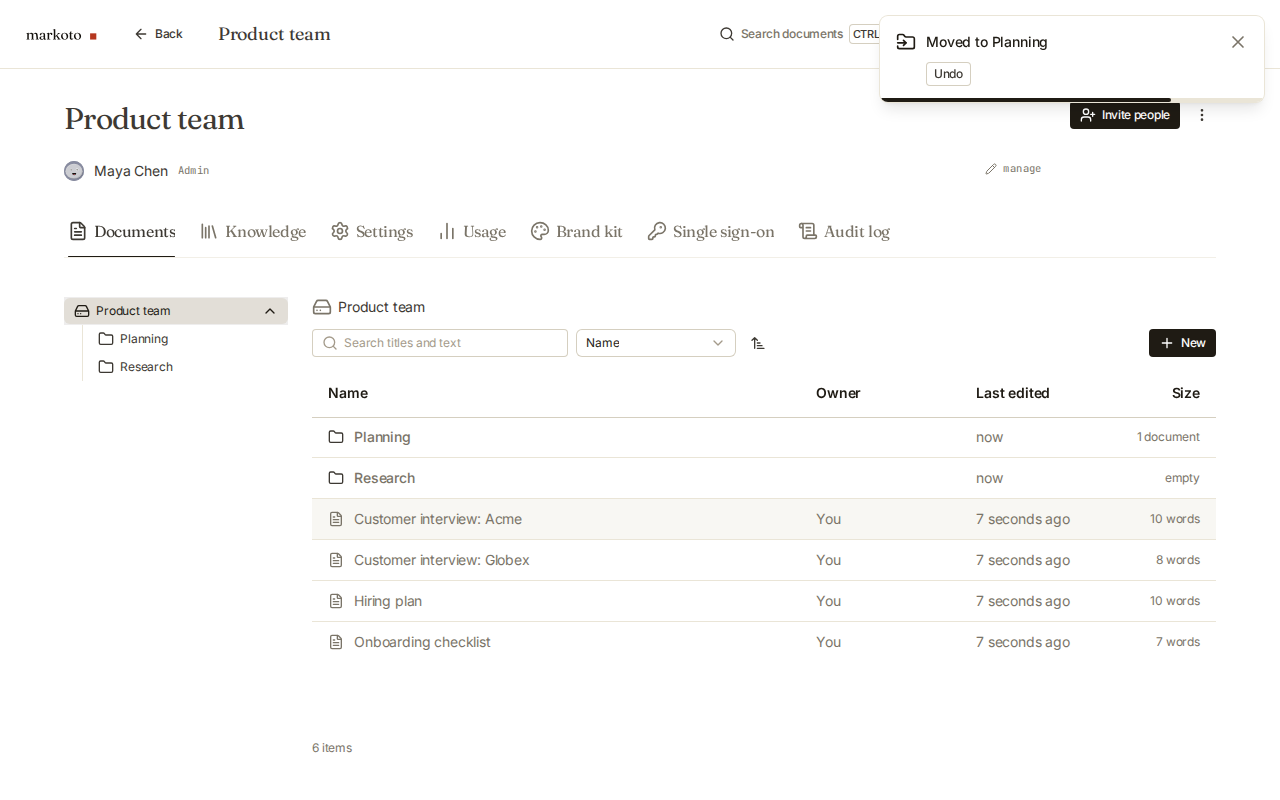 markoto
Back
Product team
Search documents
CTRL
Moved to Planning
Undo
Product team
Invite people
Maya Chen
Admin
manage
Documents
Knowledge
Settings
Usage
Brand kit
Single sign-on
Audit log
Product team
Planning
Research
Product team
Search titles and text
Name
New
Name Owner Last edited Size
Planning now 1 document
Research now empty
Customer interview: Acme You 7 seconds ago 10 words
Customer interview: Globex You 7 seconds ago 8 words
Hiring plan You 7 seconds ago 10 words
Onboarding checklist You 7 seconds ago 7 words
6 items